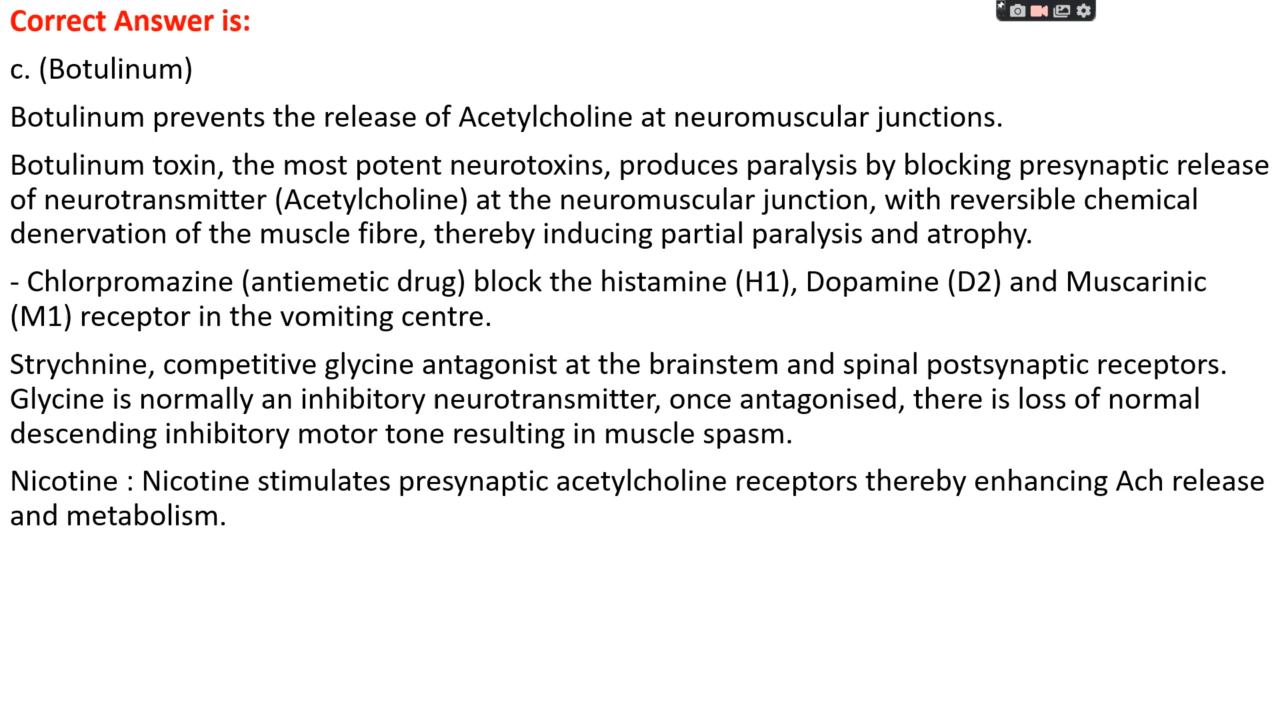 Correct Answer is:
c. (Botulinum)
Botulinum prevents the release of Acetylcholine at neuromuscular junctions.
Botulinum toxin, the most potent neurotoxins, produces paralysis by blocking presynaptic release
of neurotransmitter (Acetylcholine) at the neuromuscular junction, with reversible chemical
denervation of the muscle fibre, thereby inducing partial paralysis and atrophy.
- Chlorpromazine (antiemetic drug) block the histamine (H1), Dopamine (D2) and Muscarinic
(M1) receptor in the vomiting centre.
Strychnine, competitive glycine antagonist at the brainstem and spinal postsynaptic receptors.
Glycine is normally an inhibitory neurotransmitter, once antagonised, there is loss of normal
descending inhibitory motor tone resulting in muscle spasm.
Nicotine : Nicotine stimulates presynaptic acetylcholine receptors thereby enhancing Ach release
and metabolism.